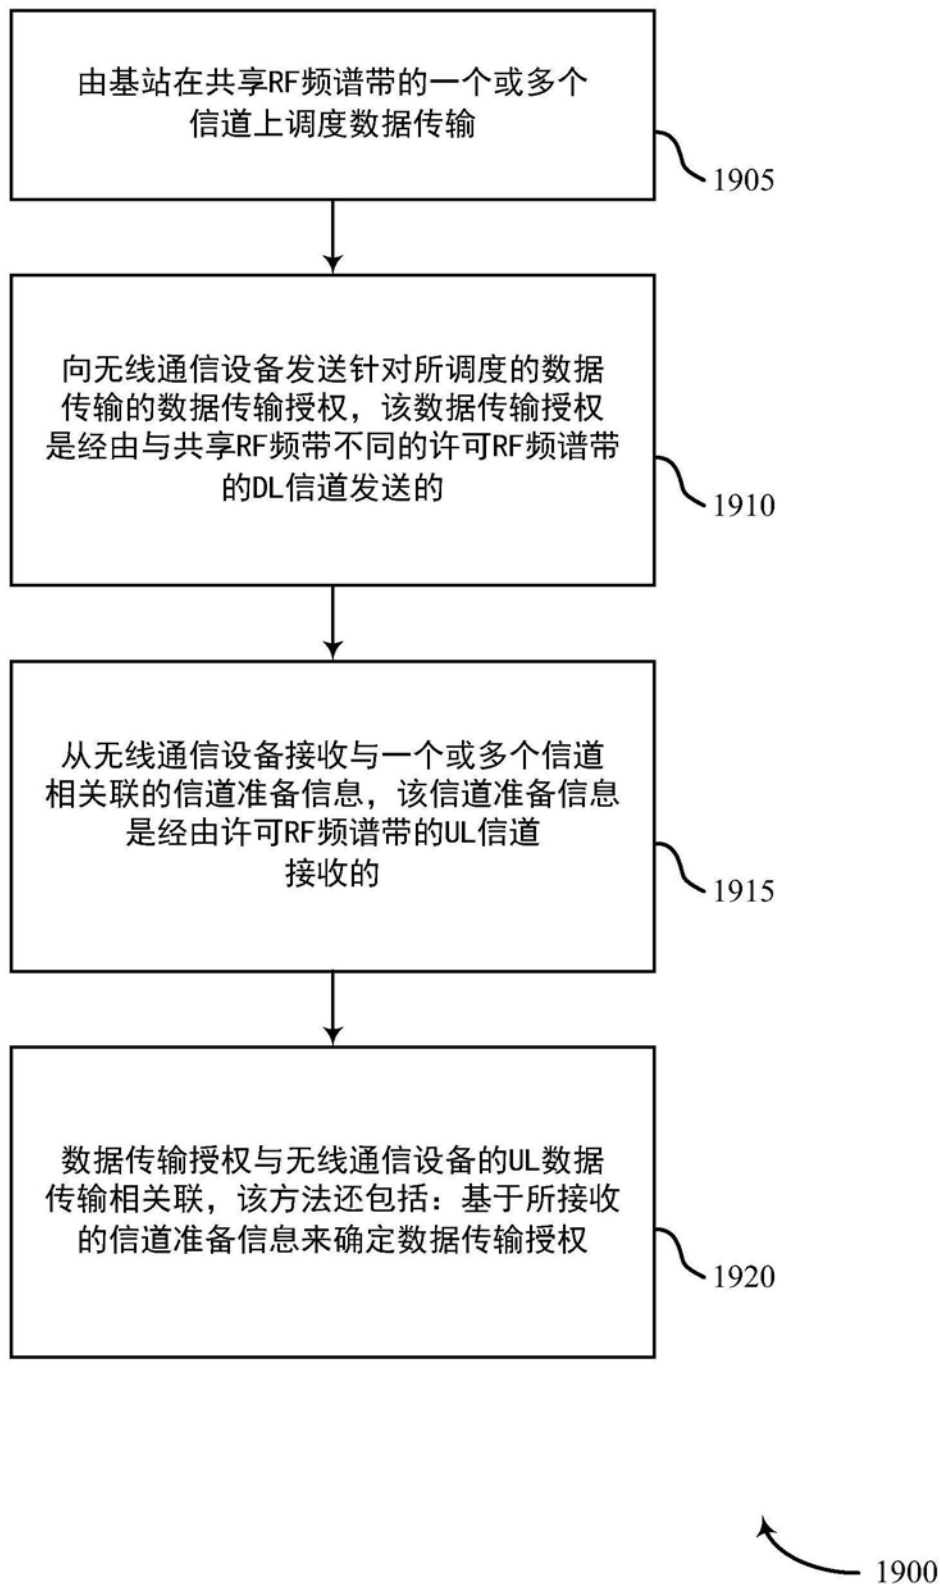 由基站在共享RF频谱带的一个或多个
信道上调度数据传输
1905
向无线通信设备发送针对所调度的数据
传输的数据传输授权，该数据传输授权
是经由与共享RF频带不同的许可RF频谱带
的DL信道发送的
1910
从无线通信设备接收与一个或多个信道
相关联的信道准备信息，该信道准备信息
是经由许可RF频谱带的UL信道
接收的
1915
数据传输授权与无线通信设备的UL数据
传输相关联，该方法还包括：基于所接收
的信道准备信息来确定数据传输授权
1920
1900